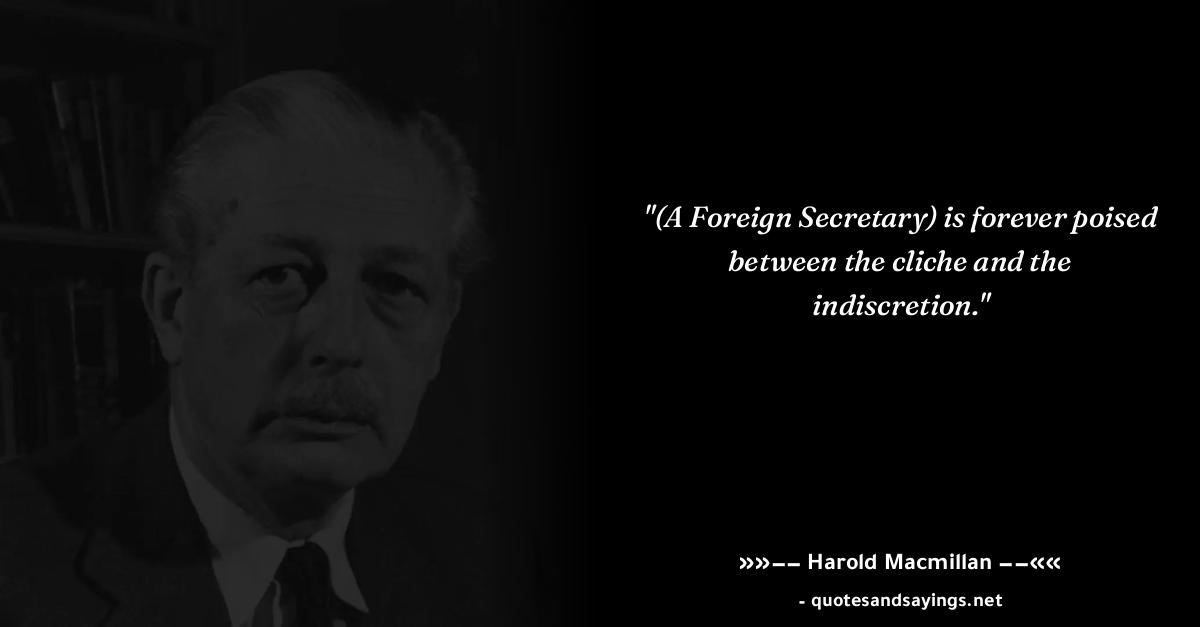 "(A Foreign Secretary) is forever poised
between the cliche and the
indiscretion."
»»–– Harold Macmillan ––««
- quotesandsayings.net